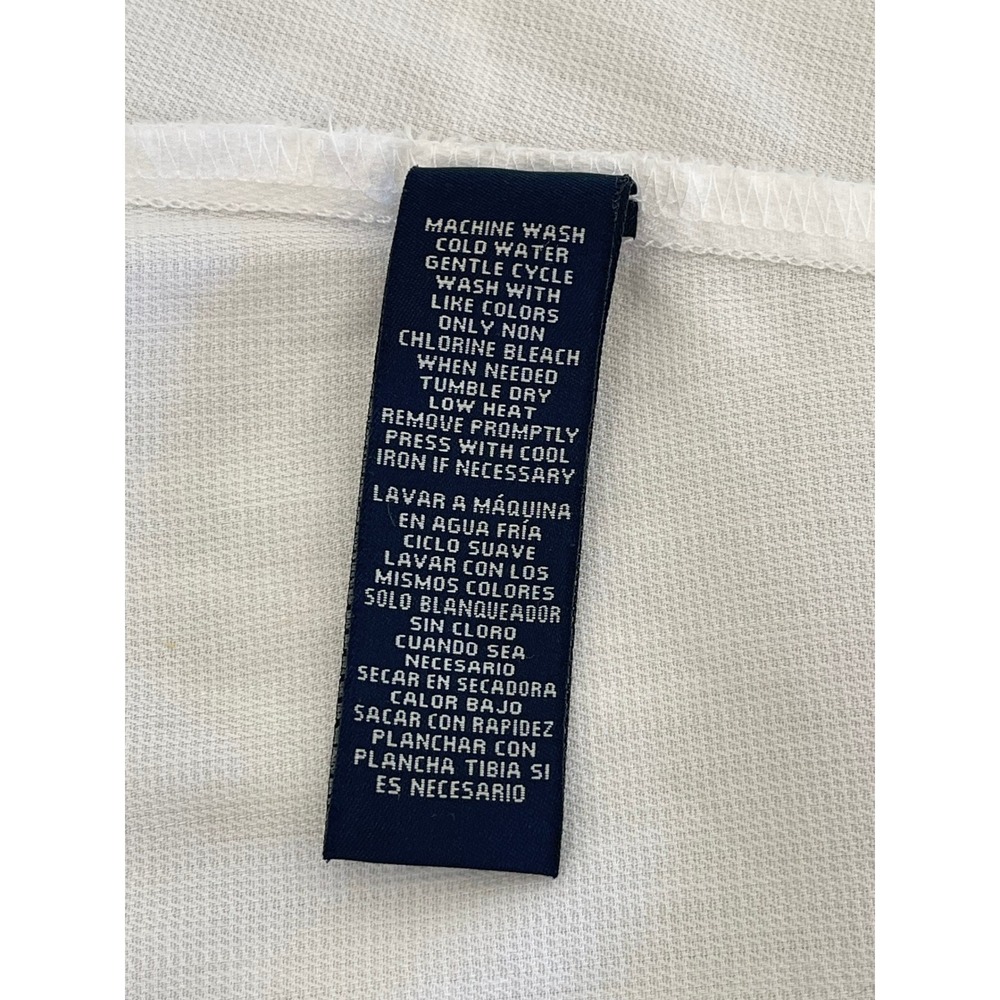 MACHINE WASH
COLD WATER
GENTLE CYCLE
WASH WITH
LIKE COLORS
ONLY NON
CHLORINE BLEACH
WHEN NEEDED
TUMBLE DRY
LOW HEAT
REMOVE PROMPTLY
PRESS WITH COOL
IRON IF NECESSARY
LAVAR A MÁQUINA
EN AGUA FRÍA
CICLO SUAVE
LAVAR CON LOS
MISMOS COLORES
SOLO BLANQUEADOR
SIN CLORO
CUANDO SEA
NECESARIO
SECAR EN SECADORA
CALOR BAJO
SACAR CON RAPIDEZ
PLANCHAR CON
PLANCHA TIBIA SI
ES NECESARIO